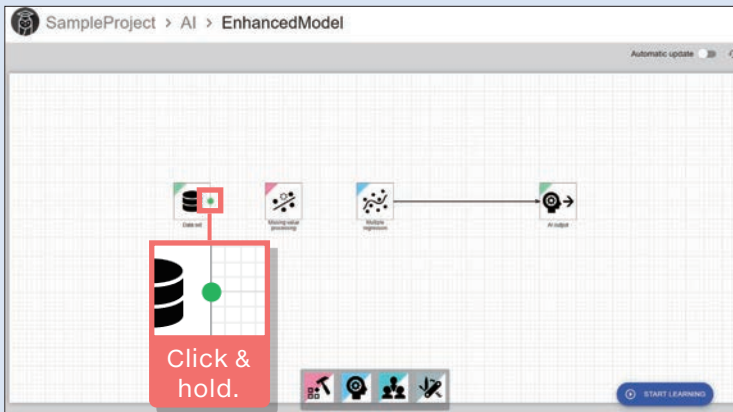 SampleProject > AI > EnhancedModel
Automatic update
Data set
Missing-value
processing
Multiple
regression
AI output
Click &
hold.
START LEARNING